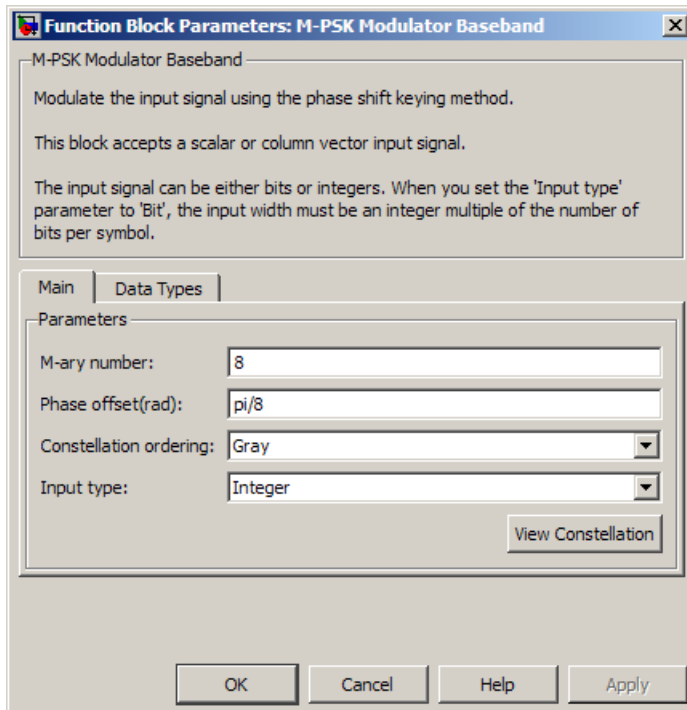 Function Block Parameters: M-PSK Modulator Baseband
M-PSK Modulator Baseband
Modulate the input signal using the phase shift keying method.
This block accepts a scalar or column vector input signal.
The input signal can be either bits or integers. When you set the 'Input type'
parameter to 'Bit', the input width must be an integer multiple of the number of
bits per symbol.
Main Data Types
Parameters
M-ary number: 8
Phase offset(rad): pi/8
Constellation ordering: Gray
Input type: Integer
View Constellation
OK Cancel Help Apply